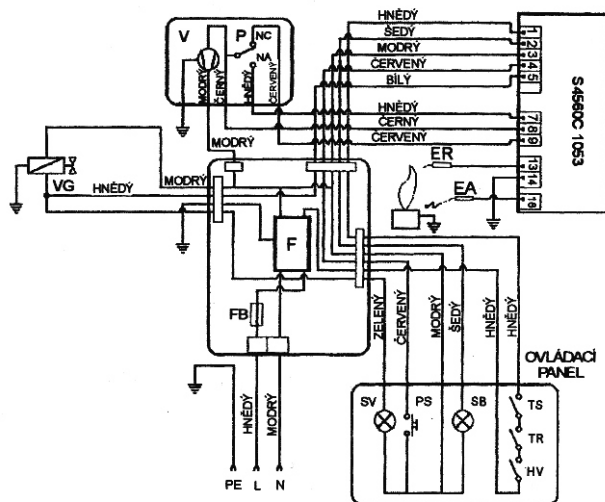 V
P
NC
NA
MODRÝ
ČERNÝ
HNĚDÝ
ČERVENÝ
HNĚDÝ
ŠEDÝ
MODRÝ
ČERVENÝ
BÍLÝ
HNĚDÝ
ČERNÝ
ČERVENÝ
1
2
3
4
5
7
8
9
13
14
16
S4560C 1053
ER
EA
MODRÝ
VG
HNĚDÝ
MODRÝ
F
FB
ZELENÝ
ČERVENÝ
MODRÝ
ŠEDÝ
HNĚDÝ
HNĚDÝ
OVLÁDACÍ
PANEL
SV
PS
SB
TS
TR
HV
HNĚDÝ
MODRÝ
PE
L
N